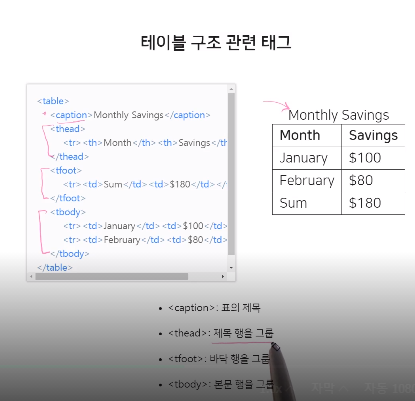 테이블 구조 관련 태그
<table>
<caption>Monthly Savings</caption>
<thead>
<tr><th>Month</th><th>Savings</th
</thead>
<tfoot>
<tr><td>Sum</td><td>$180</td></
</tfoot>
<tbody>
<tr><td>January</td><td>$100</td>
<tr><td>February</td><td>$80</td>
</tbody>
</table>
Monthly Savings
Month Savings
January $100
February $80
Sum $180
• <caption>: 표의 제목
• <thead>: 제목 행을 그룹
• <tfoot>: 바닥 행을 그룹
• <tbody>: 본문 행을 그룹